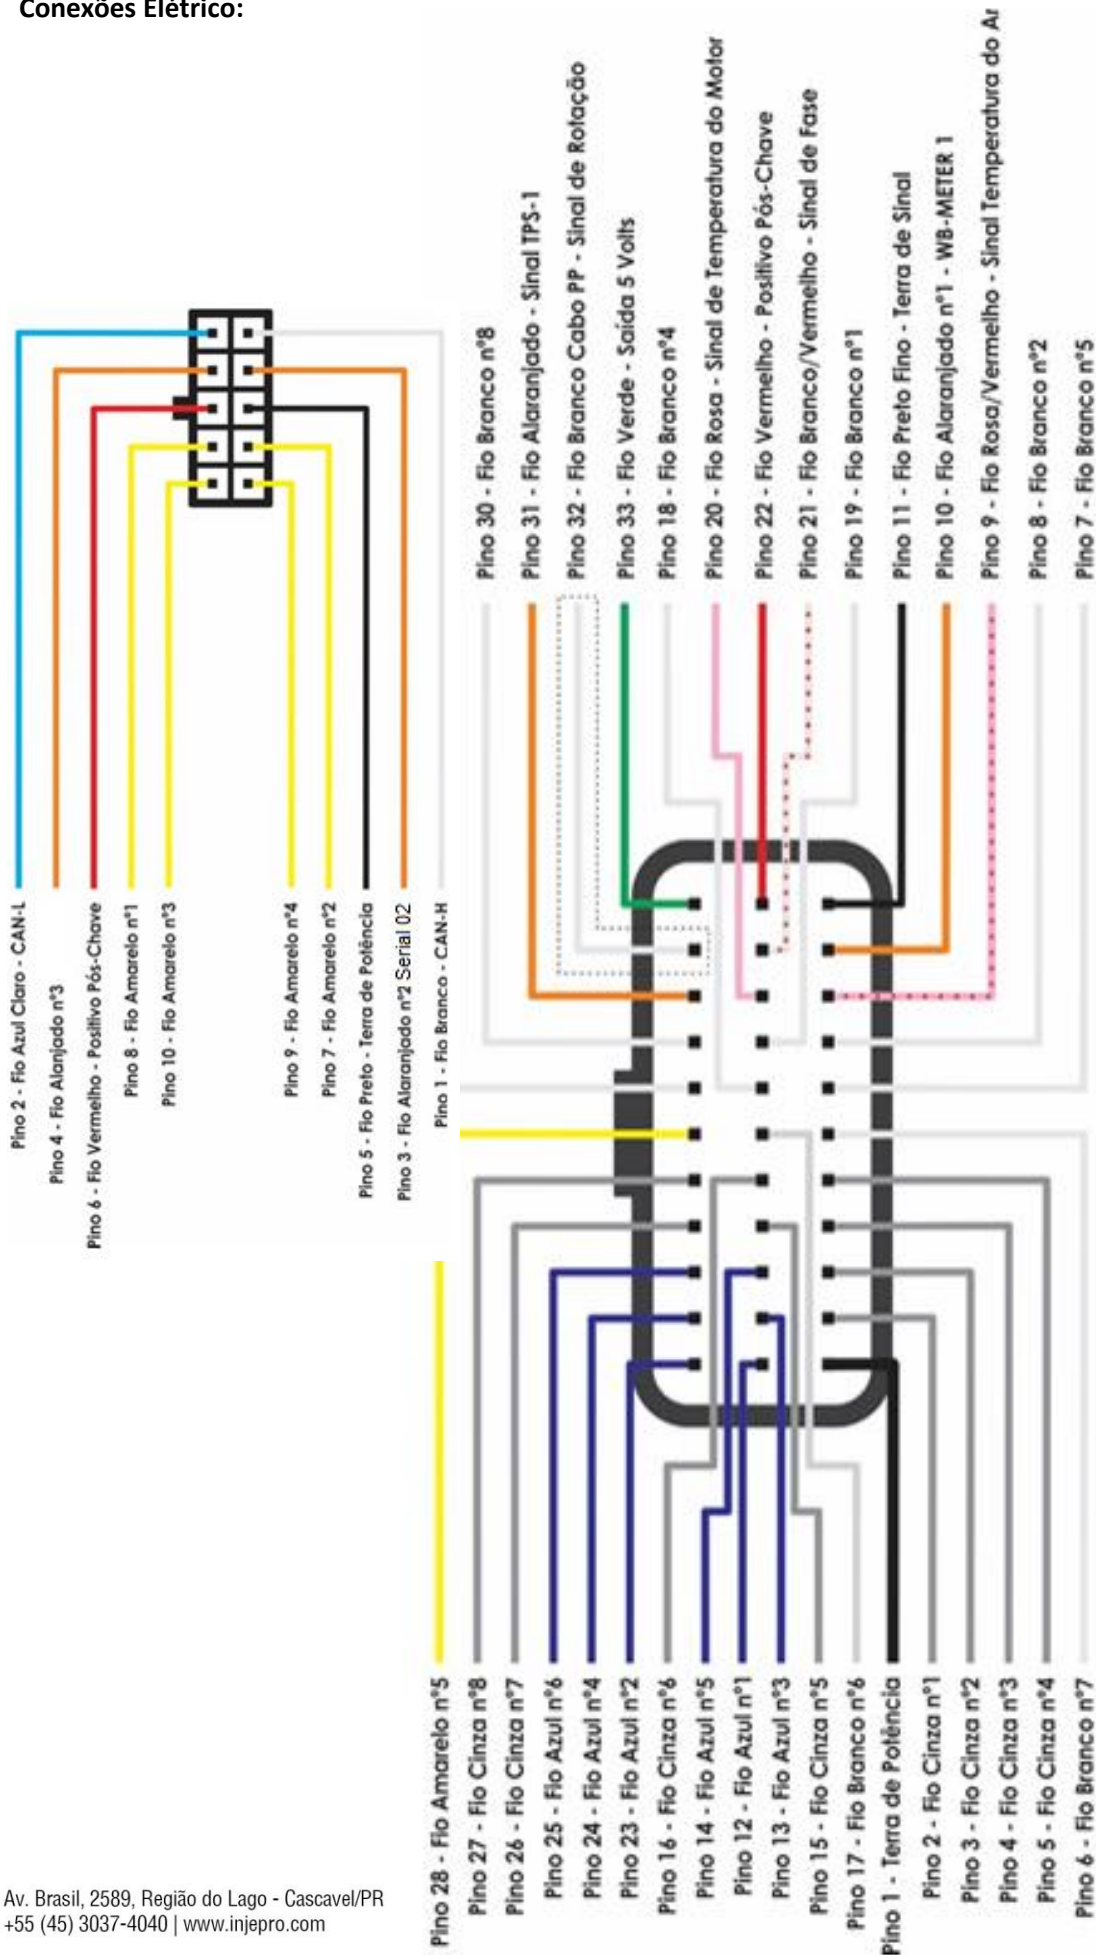 Conexões Elétrico:
Pino 2 - Fio Azul Claro - CAN-L
Pino 4 - Fio Alanjado nº3
Pino 6 - Fio Vermelho - Positivo Pós-Chave
Pino 8 - Fio Amarelo nº1
Pino 10 - Fio Amarelo nº3
Pino 9 - Fio Amarelo nº4
Pino 7 - Fio Amarelo nº2
Pino 5 - Fio Preto - Terra de Potência
Pino 3 - Fio Alaranjado nº2 Serial 02
Pino 1 - Fio Branco - CAN-H
Pino 30 - Fio Branco nº8
Pino 31 - Fio Alaranjado - Sinal TPS-1
Pino 32 - Fio Branco Cabo PP - Sinal de Rotação
Pino 33 - Fio Verde - Saída 5 Volts
Pino 18 - Fio Branco nº4
Pino 20 - Fio Rosa - Sinal de Temperatura do Motor
Pino 22 - Fio Vermelho - Positivo Pós-Chave
Pino 21 - Fio Branco/Vermelho - Sinal de Fase
Pino 19 - Fio Branco nº1
Pino 11 - Fio Preto Fino - Terra de Sinal
Pino 10 - Fio Alaranjado nº1 - WB-METER 1
Pino 9 - Fio Rosa/Vermelho - Sinal Temperatura do Ar
Pino 8 - Fio Branco nº2
Pino 7 - Fio Branco nº5
Pino 28 - Fio Amarelo nº5
Pino 27 - Fio Cinza nº8
Pino 26 - Fio Cinza nº7
Pino 25 - Fio Azul nº6
Pino 24 - Fio Azul nº4
Pino 23 - Fio Azul nº2
Pino 16 - Fio Cinza nº6
Pino 14 - Fio Azul nº5
Pino 12 - Fio Azul nº1
Pino 13 - Fio Azul nº3
Pino 15 - Fio Cinza nº5
Pino 17 - Fio Branco nº6
Pino 1 - Terra de Potência
Pino 2 - Fio Cinza nº1
Pino 3 - Fio Cinza nº2
Pino 4 - Fio Cinza nº3
Pino 5 - Fio Cinza nº4
Pino 6 - Fio Branco nº7
Av. Brasil, 2589, Região do Lago - Cascavel/PR
+55 (45) 3037-4040 | www.injepro.com